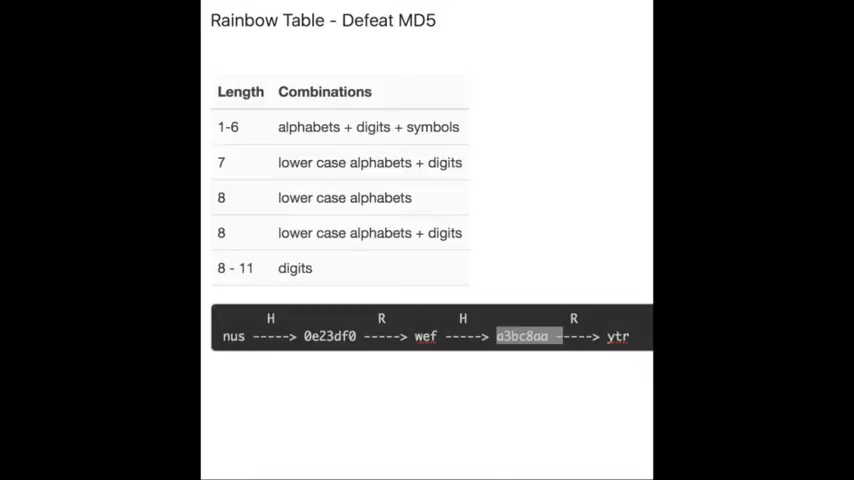 Rainbow Table - Defeat MD5
Length Combinations
1-6 alphabets + digits + symbols
7 lower case alphabets + digits
8 lower case alphabets
8 lower case alphabets + digits
8 - 11 digits
H R H R
nus -----> 0e23df0 -----> wef -----> a3bc8aa -----> ytr